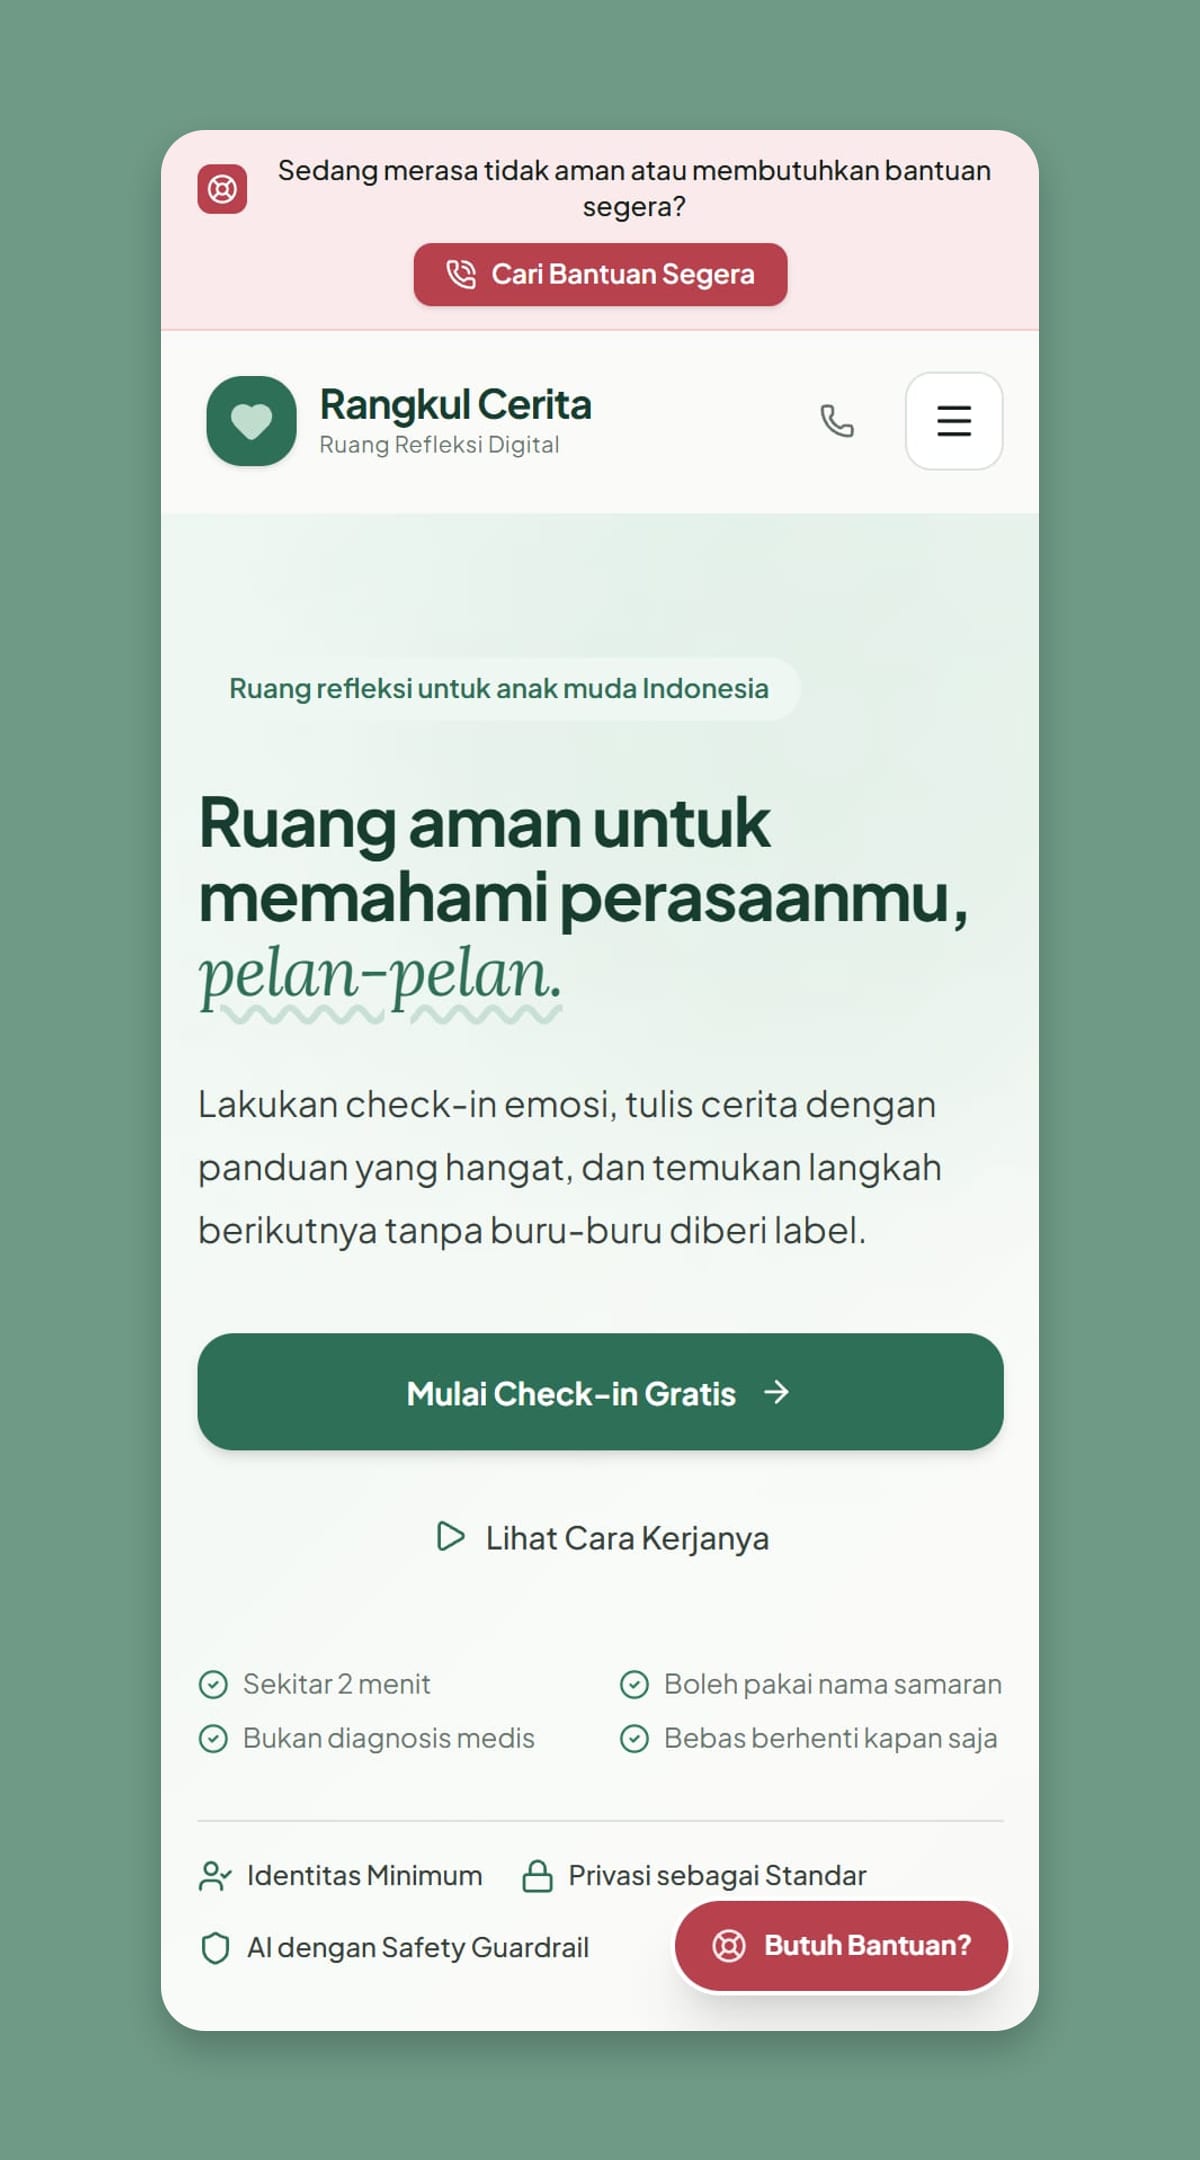 Sedang merasa tidak aman atau membutuhkan bantuan
segera?
Cari Bantuan Segera
Rangkul Cerita
Ruang Refleksi Digital
Ruang refleksi untuk anak muda Indonesia
Ruang aman untuk
memahami perasaanmu,
pelan-pelan.
Lakukan check-in emosi, tulis cerita dengan
panduan yang hangat, dan temukan langkah
berikutnya tanpa buru-buru diberi label.
Mulai Check-in Gratis
Lihat Cara Kerjanya
Sekitar 2 menit
Boleh pakai nama samaran
Bukan diagnosis medis
Bebas berhenti kapan saja
Identitas Minimum
Privasi sebagai Standar
AI dengan Safety Guardrail
Butuh Bantuan?